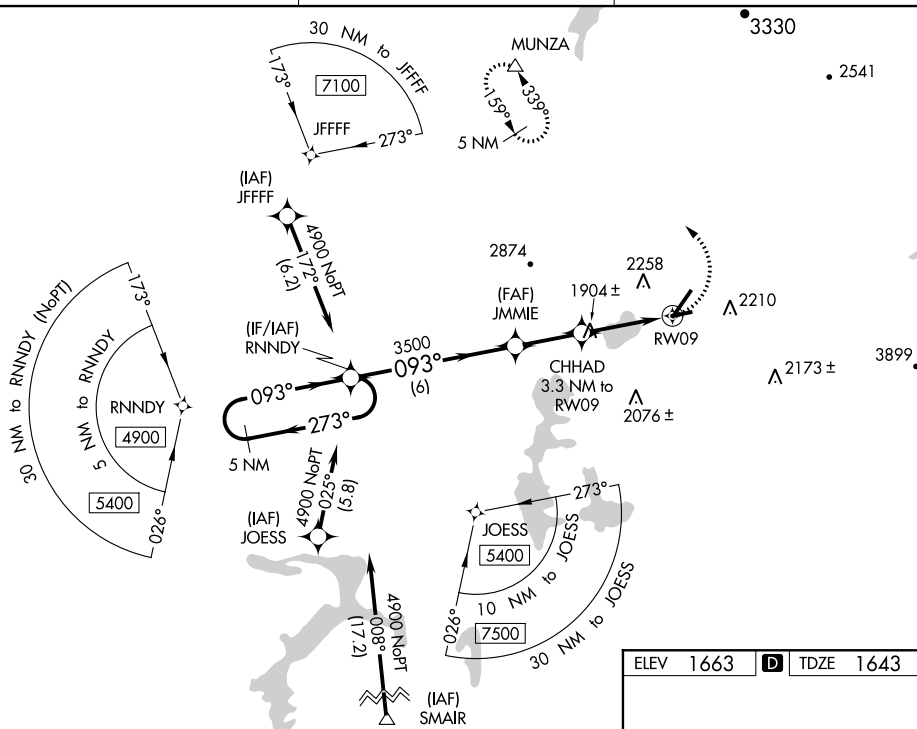 30 NM to JFFFF
7100
173°
273°
JFFFF
MUNZA
159°
339°
5 NM
3330
2541
(IAF)
JFFFF
4900 NoPT
172°
(6.2)
2874
2258
(FAF)
JMMIE
1904 ±
2210
RW09
(IF/IAF)
RNNDY
3500
093°
(6)
CHHAD
3.3 NM to
RW09
2173 ±
3899
2076 ±
30 NM to RNNDY (NoPT)
5 NM to RNNDY
173°
RNNDY
4900
5400
026°
093°
273°
5 NM
4900 NoPT
025°
(5.8)
(IAF)
JOESS
273°
JOESS
5400
10 NM to JOESS
7500
30 NM to JOESS
026°
4900 NoPT
008°
(17.2)
(IAF)
SMAIR
ELEV 1663 D TDZE 1643